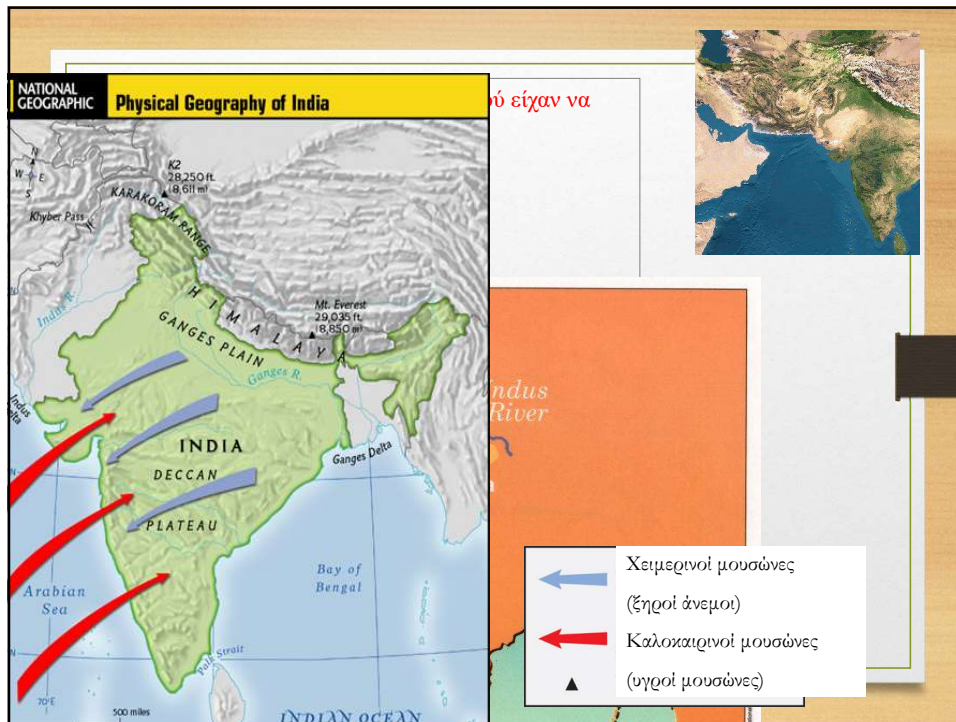 NATIONAL
GEOGRAPHIC
Physical Geography of India
ύ είχαν να
N
W E
S
K2
28,250 ft.
(8,611 m)
KARAKORAM RANGE
Khyber Pass
Indus R.
HIMALAYA
Mt. Everest
29,035 ft.
(8,850 m)
GANGES PLAIN
Ganges R.
Indus
Delta
INDIA
Ganges Delta
DECCAN
PLATEAU
Indus
River
Bay of
Bengal
Arabian
Sea
Palk Strait
70°E
500 miles
INDIAN OCEAN
Χειμερινοί μουσώνες
(ξηροί άνεμοι)
Καλοκαιρινοί μουσώνες
(υγροί μουσώνες)